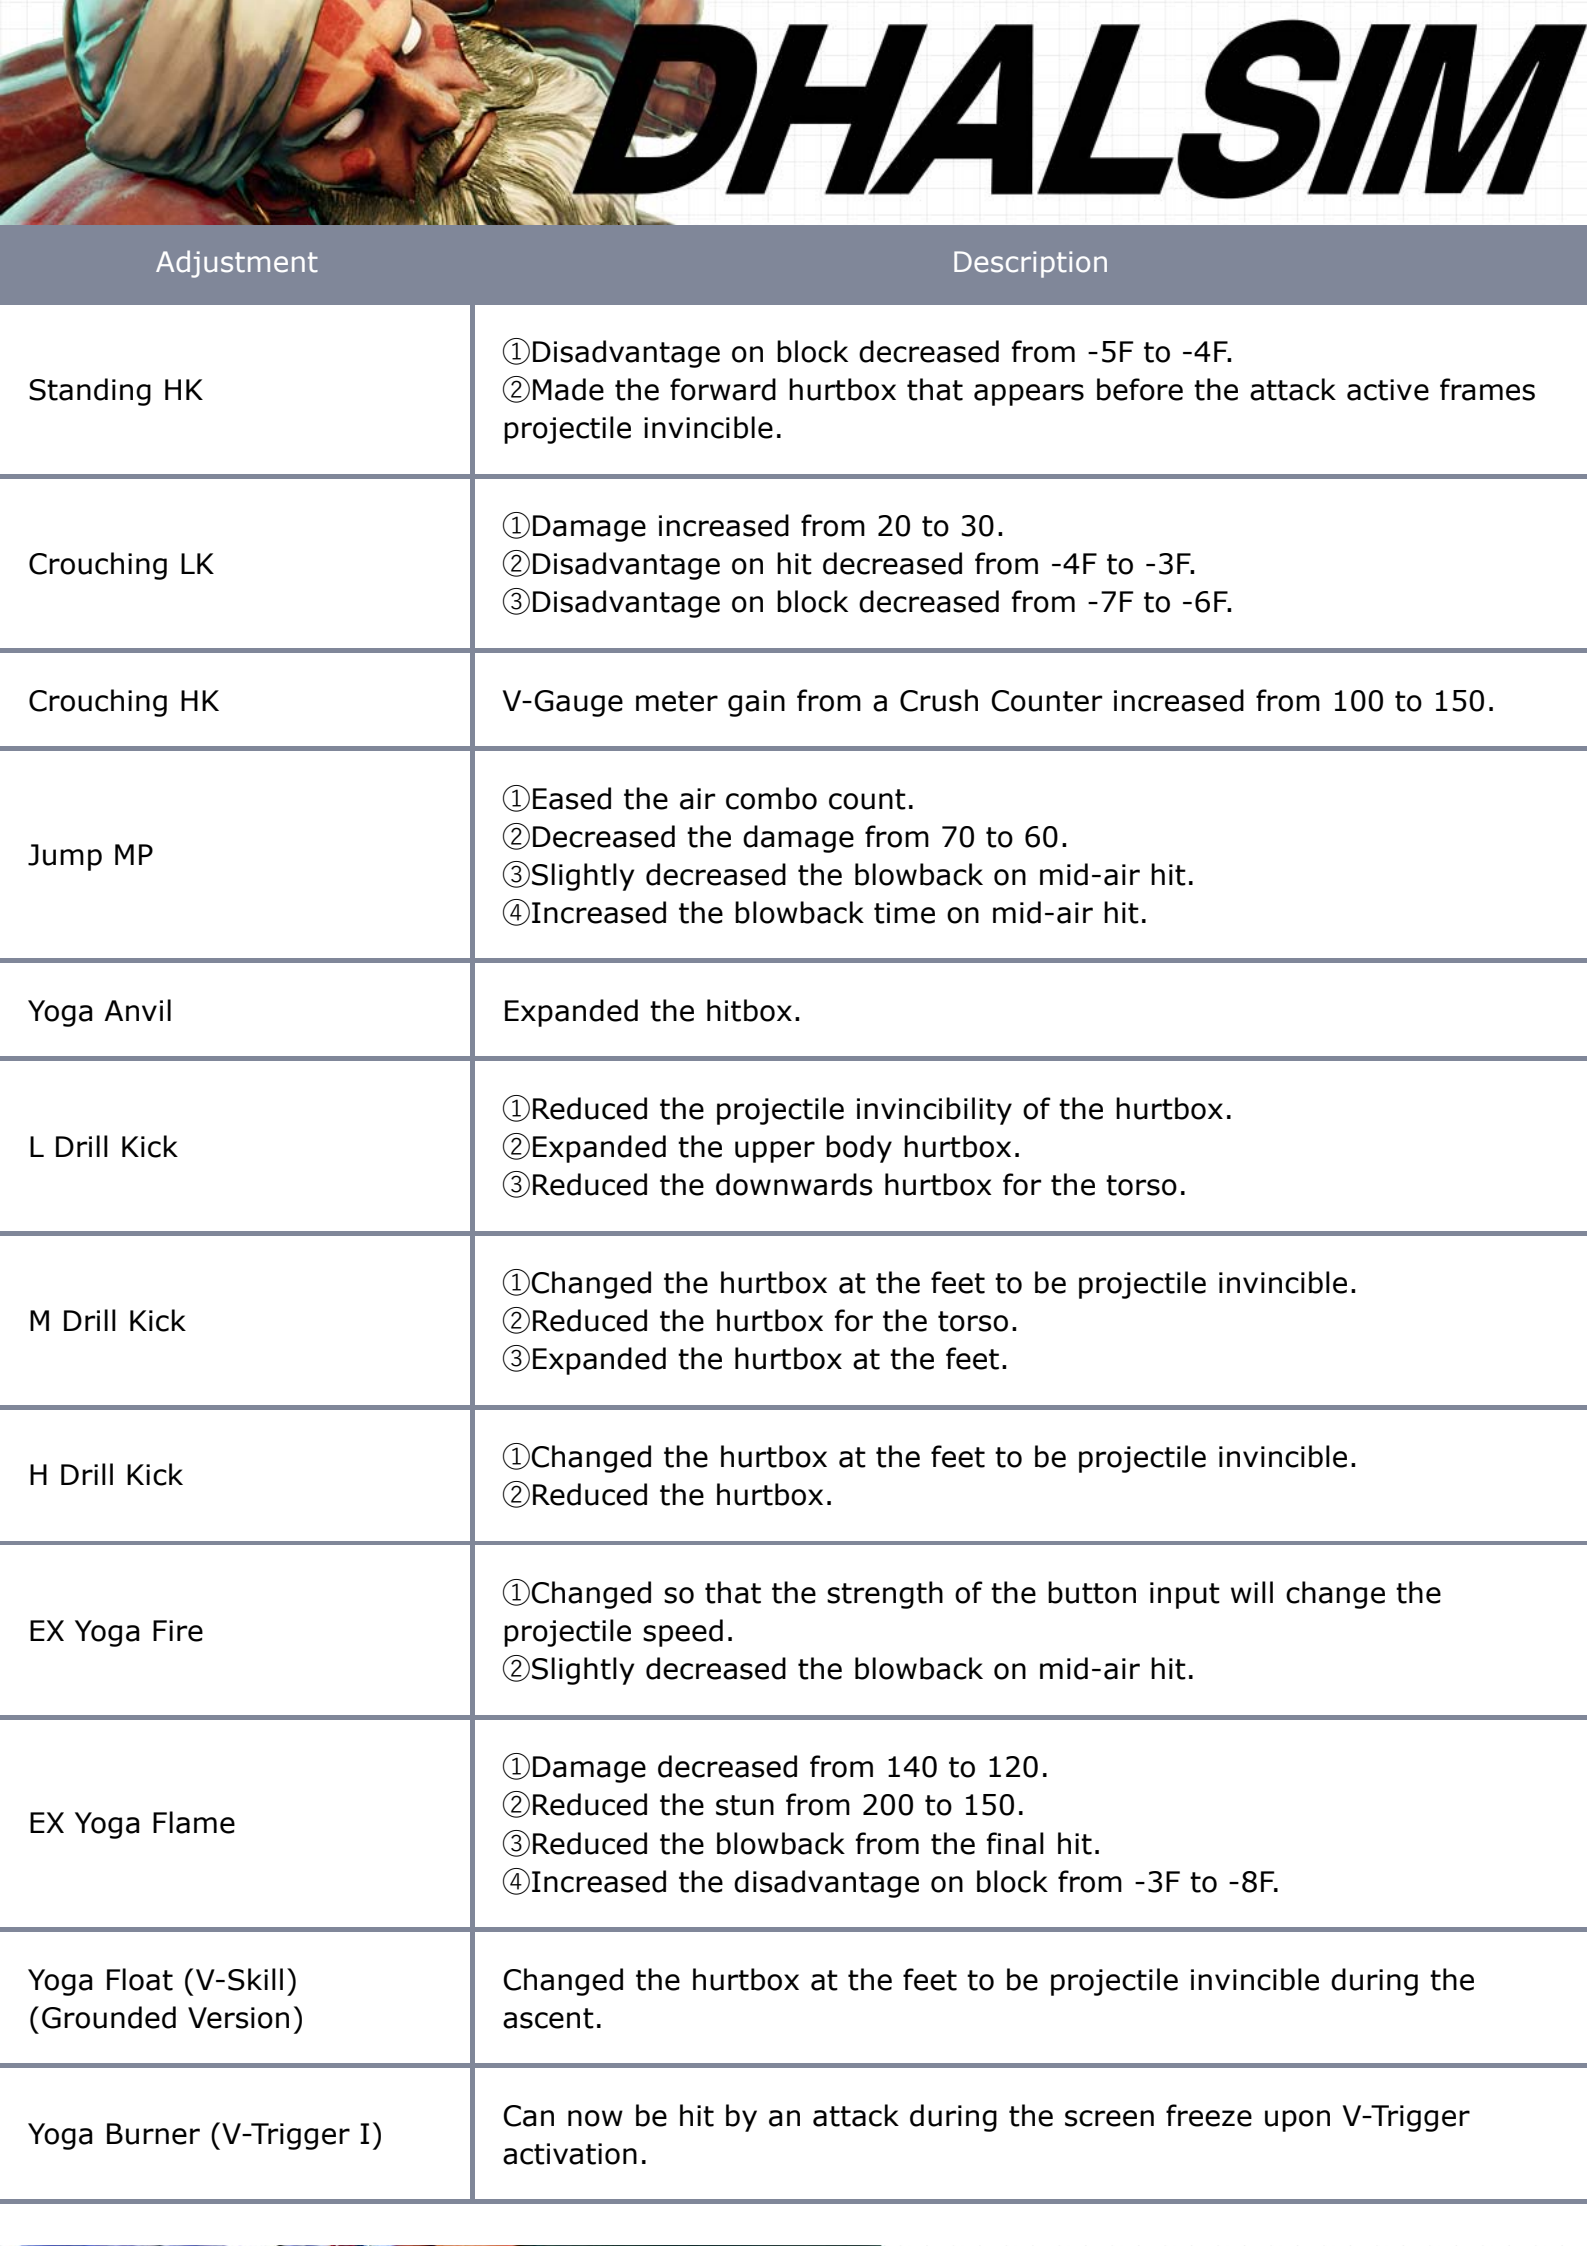 DHALSIM
Adjustment Description
Standing HK
①Disadvantage on block decreased from -5F to -4F.
②Made the forward hurtbox that appears before the attack active frames
projectile invincible.
Crouching LK
①Damage increased from 20 to 30.
②Disadvantage on hit decreased from -4F to -3F.
③Disadvantage on block decreased from -7F to -6F.
Crouching HK
V-Gauge meter gain from a Crush Counter increased from 100 to 150.
Jump MP
①Eased the air combo count.
②Decreased the damage from 70 to 60.
③Slightly decreased the blowback on mid-air hit.
④Increased the blowback time on mid-air hit.
Yoga Anvil
Expanded the hitbox.
L Drill Kick
①Reduced the projectile invincibility of the hurtbox.
②Expanded the upper body hurtbox.
③Reduced the downwards hurtbox for the torso.
M Drill Kick
①Changed the hurtbox at the feet to be projectile invincible.
②Reduced the hurtbox for the torso.
③Expanded the hurtbox at the feet.
H Drill Kick
①Changed the hurtbox at the feet to be projectile invincible.
②Reduced the hurtbox.
EX Yoga Fire
①Changed so that the strength of the button input will change the
projectile speed.
②Slightly decreased the blowback on mid-air hit.
EX Yoga Flame
①Damage decreased from 140 to 120.
②Reduced the stun from 200 to 150.
③Reduced the blowback from the final hit.
④Increased the disadvantage on block from -3F to -8F.
Yoga Float (V-Skill)
(Grounded Version)
Changed the hurtbox at the feet to be projectile invincible during the
ascent.
Yoga Burner (V-Trigger I)
Can now be hit by an attack during the screen freeze upon V-Trigger
activation.